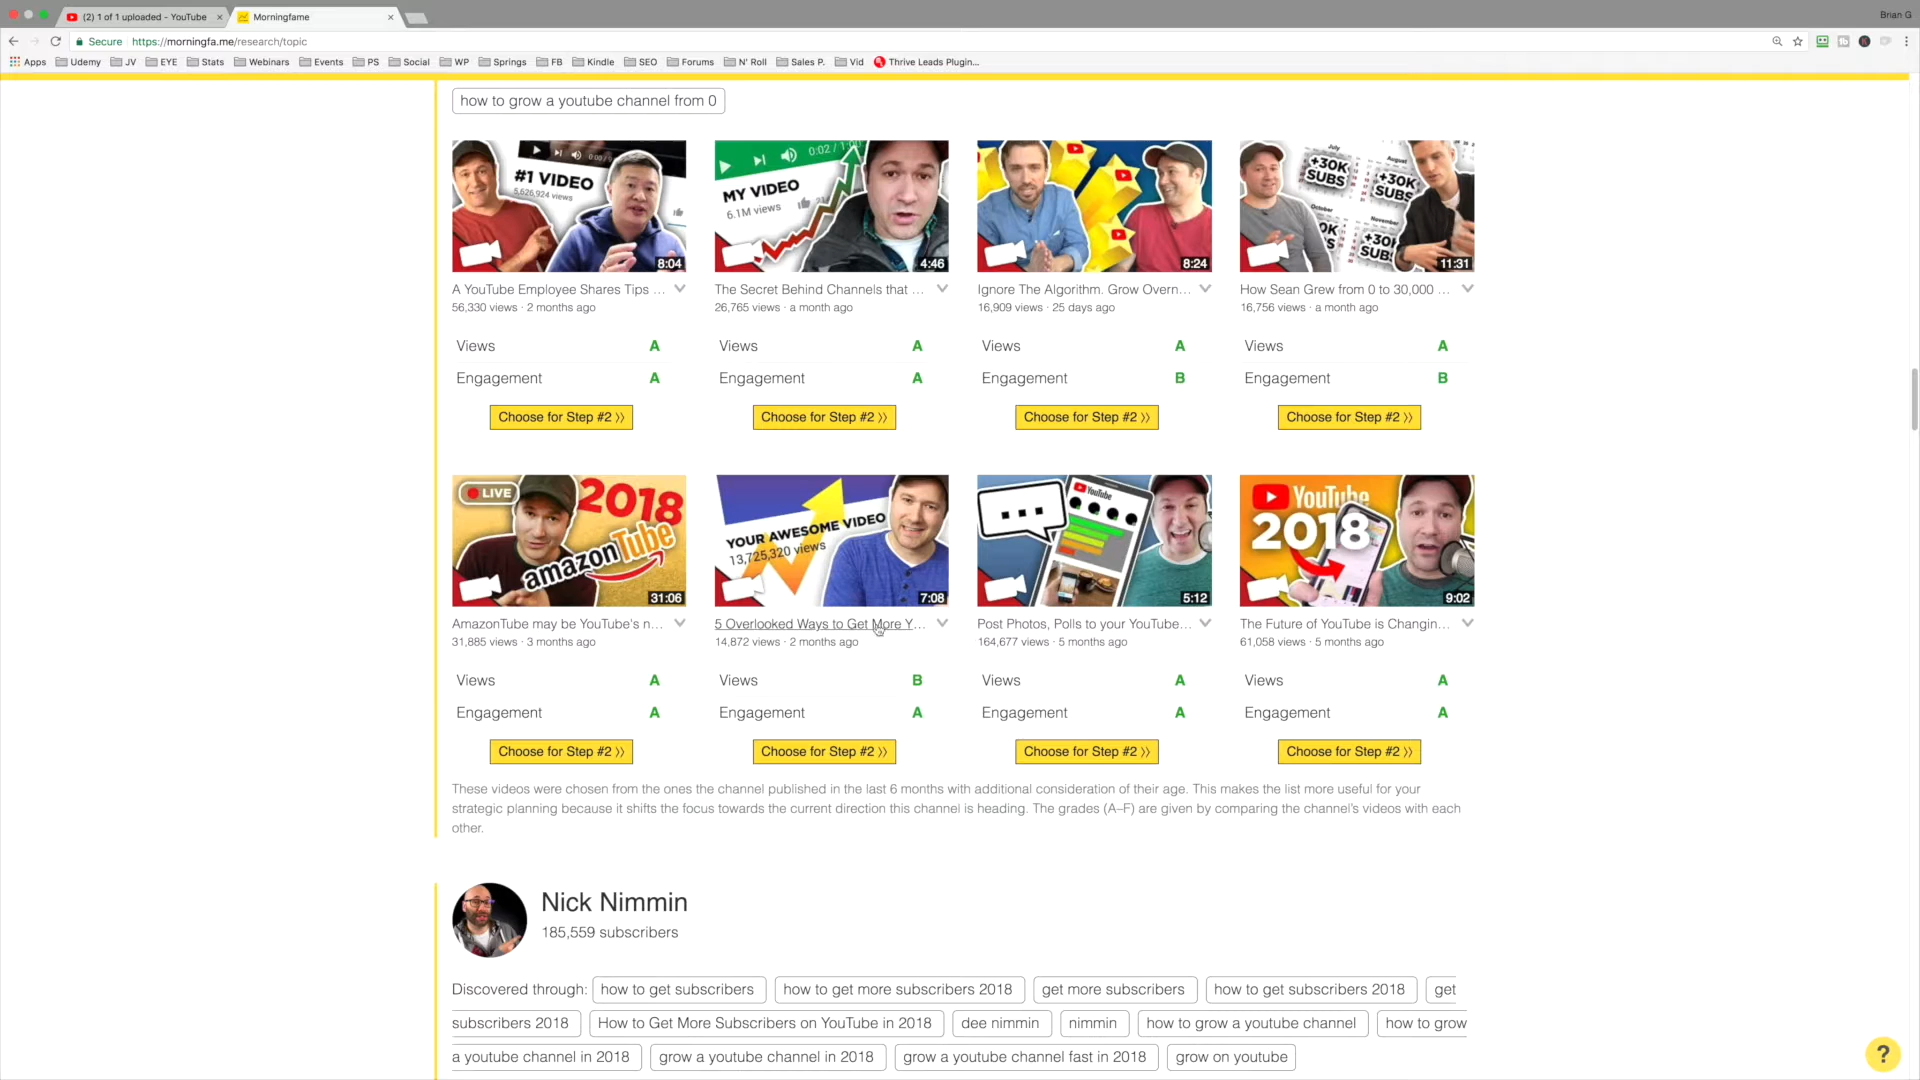 (2) 1 of 1 uploaded - YouTube
Morningfame
Brian G
Secure https://morningfa.me/research/topic
Apps Udemy JV EYE Stats Webinars Events PS Social WP Springs FB Kindle SEO Forums N' Roll Sales P. Vid Thrive Leads Plugin...
how to grow a youtube channel from 0
#1 VIDEO
5,626,924 views
8:04
0:02
MY VIDEO
6.1M views
4:46
8:24
July August
+30K SUBS +30K SUBS
October November
11:31
A YouTube Employee Shares Tips ...
56,330 views · 2 months ago
The Secret Behind Channels that ...
26,765 views · a month ago
Ignore The Algorithm. Grow Overn...
16,909 views · 25 days ago
How Sean Grew from 0 to 30,000 ...
16,756 views · a month ago
Views A Views A Views A Views A
Engagement A Engagement A Engagement B Engagement B
Choose for Step #2 》 Choose for Step #2 》 Choose for Step #2 》 Choose for Step #2 》
LIVE
2018
amazonTube
31:06
YOUR AWESOME VIDEO
13,725,320 views
7:08
YouTube
5:12
YouTube
2018
9:02
AmazonTube may be YouTube's n...
31,885 views · 3 months ago
5 Overlooked Ways to Get More Y...
14,872 views · 2 months ago
Post Photos, Polls to your YouTube...
164,677 views · 5 months ago
The Future of YouTube is Changin...
61,058 views · 5 months ago
Views A Views B Views A Views A
Engagement A Engagement A Engagement A Engagement A
Choose for Step #2 》 Choose for Step #2 》 Choose for Step #2 》 Choose for Step #2 》
These videos were chosen from the ones the channel published in the last 6 months with additional consideration of their age. This makes the list more useful for your
strategic planning because it shifts the focus towards the current direction this channel is heading. The grades (A–F) are given by comparing the channel's videos with each
other.
Nick Nimmin
185,559 subscribers
Discovered through: how to get subscribers how to get more subscribers 2018 get more subscribers how to get subscribers 2018 get
subscribers 2018 How to Get More Subscribers on YouTube in 2018 dee nimmin nimmin how to grow a youtube channel how to grow
a youtube channel in 2018 grow a youtube channel in 2018 grow a youtube channel fast in 2018 grow on youtube
?